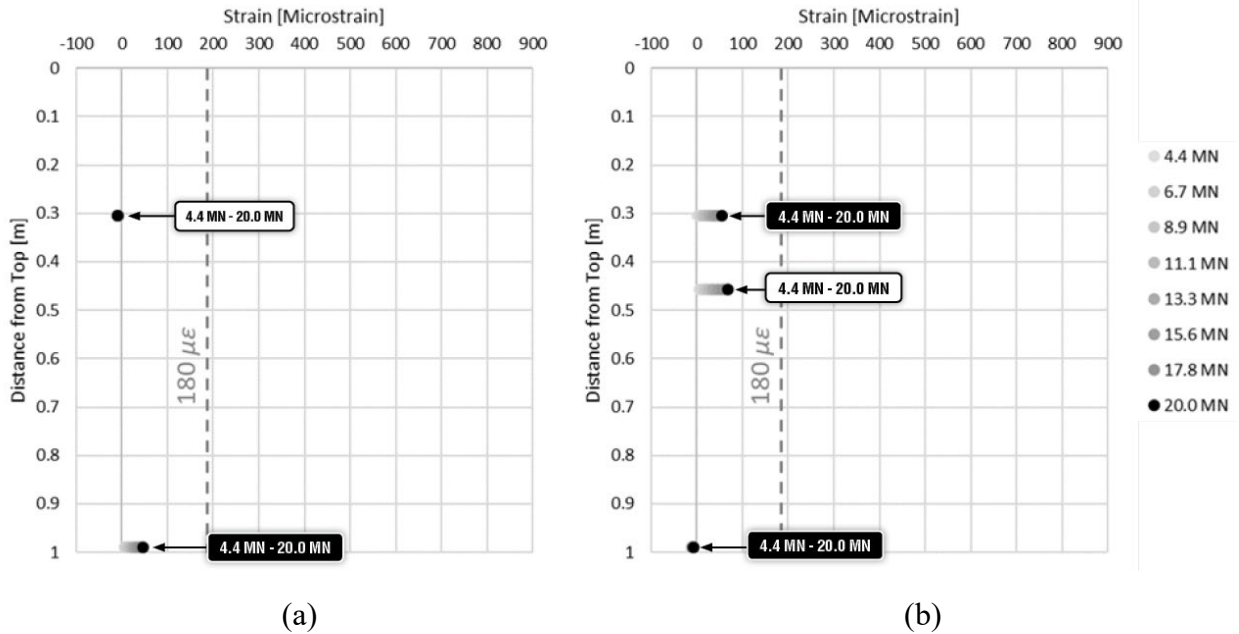 Strain [Microstrain]
-100 0 100 200 300 400 500 600 700 800 900
0
0.1
0.2
0.3
0.4
0.5
0.6
0.7
0.8
0.9
1
Distance from Top [m]
4.4 MN - 20.0 MN
180 με
4.4 MN - 20.0 MN
(a)
Strain [Microstrain]
-100 0 100 200 300 400 500 600 700 800 900
0
0.1
0.2
0.3
0.4
0.5
0.6
0.7
0.8
0.9
1
Distance from Top [m]
4.4 MN - 20.0 MN
4.4 MN - 20.0 MN
180 με
4.4 MN - 20.0 MN
(b)
4.4 MN
6.7 MN
8.9 MN
11.1 MN
13.3 MN
15.6 MN
17.8 MN
20.0 MN